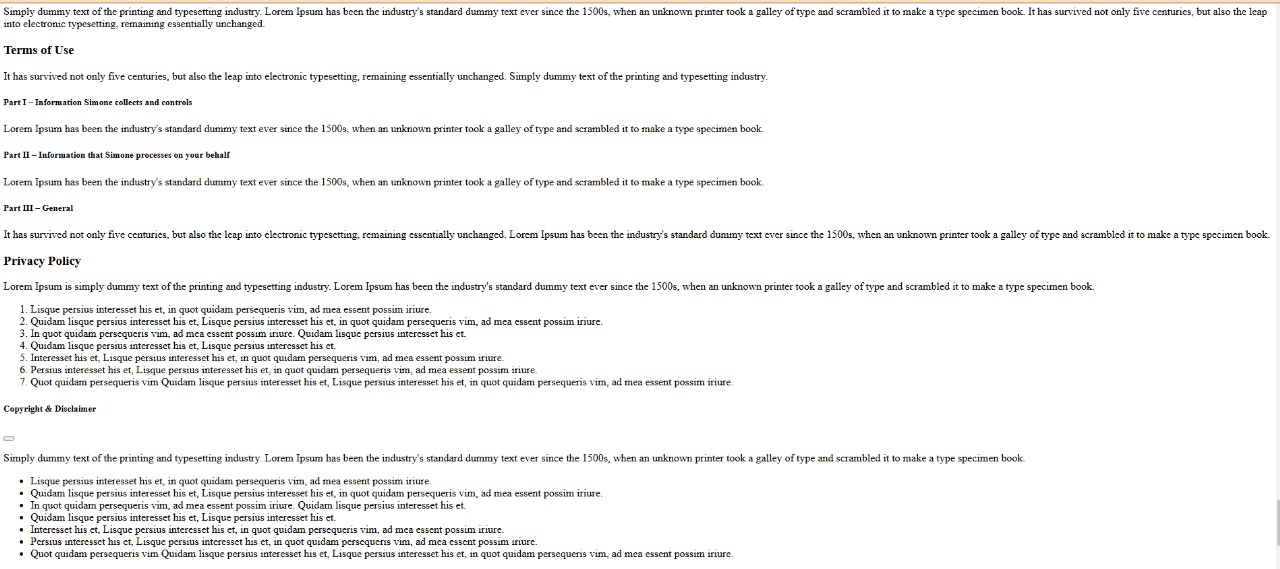 Simply dummy text of the printing and typesetting industry. Lorem Ipsum has been the industry's standard dummy text ever since the 1500s, when an unknown printer took a galley of type and scrambled it to make a type specimen book. It has survived not only five centuries, but also the leap
into electronic typesetting, remaining essentially unchanged.
Terms of Use
It has survived not only five centuries, but also the leap into electronic typesetting, remaining essentially unchanged. Simply dummy text of the printing and typesetting industry.
Part I – Information Simone collects and controls
Lorem Ipsum has been the industry's standard dummy text ever since the 1500s, when an unknown printer took a galley of type and scrambled it to make a type specimen book.
Part II – Information that Simone processes on your behalf
Lorem Ipsum has been the industry's standard dummy text ever since the 1500s, when an unknown printer took a galley of type and scrambled it to make a type specimen book.
Part III – General
It has survived not only five centuries, but also the leap into electronic typesetting, remaining essentially unchanged. Lorem Ipsum has been the industry's standard dummy text ever since the 1500s, when an unknown printer took a galley of type and scrambled it to make a type specimen book.
Privacy Policy
Lorem Ipsum is simply dummy text of the printing and typesetting industry. Lorem Ipsum has been the industry's standard dummy text ever since the 1500s, when an unknown printer took a galley of type and scrambled it to make a type specimen book.
1. Lisque persius interesset his et, in quot quidam persequeris vim, ad mea essent possim iriure.
2. Quidam lisque persius interesset his et, Lisque persius interesset his et, in quot quidam persequeris vim, ad mea essent possim iriure.
3. In quot quidam persequeris vim, ad mea essent possim iriure. Quidam lisque persius interesset his et.
4. Quidam lisque persius interesset his et, Lisque persius interesset his et.
5. Interesset his et, Lisque persius interesset his et, in quot quidam persequeris vim, ad mea essent possim iriure.
6. Persius interesset his et, Lisque persius interesset his et, in quot quidam persequeris vim, ad mea essent possim iriure.
7. Quot quidam persequeris vim Quidam lisque persius interesset his et, Lisque persius interesset his et, in quot quidam persequeris vim, ad mea essent possim iriure.
Copyright & Disclaimer
Simply dummy text of the printing and typesetting industry. Lorem Ipsum has been the industry's standard dummy text ever since the 1500s, when an unknown printer took a galley of type and scrambled it to make a type specimen book.
• Lisque persius interesset his et, in quot quidam persequeris vim, ad mea essent possim iriure.
• Quidam lisque persius interesset his et, Lisque persius interesset his et, in quot quidam persequeris vim, ad mea essent possim iriure.
• In quot quidam persequeris vim, ad mea essent possim iriure. Quidam lisque persius interesset his et.
• Quidam lisque persius interesset his et, Lisque persius interesset his et.
• Interesset his et, Lisque persius interesset his et, in quot quidam persequeris vim, ad mea essent possim iriure.
• Persius interesset his et, Lisque persius interesset his et, in quot quidam persequeris vim, ad mea essent possim iriure.
• Quot quidam persequeris vim Quidam lisque persius interesset his et, Lisque persius interesset his et, in quot quidam persequeris vim, ad mea essent possim iriure.